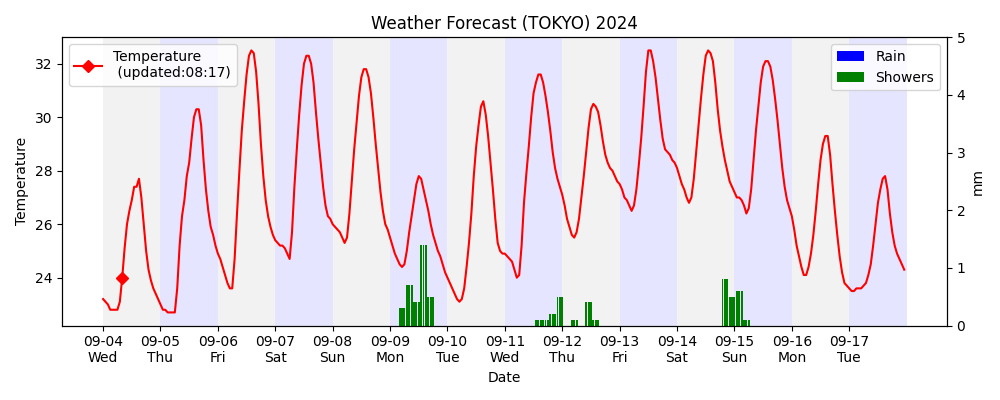 Weather Forecast (TOKYO) 2024
Temperature
(updated:08:17)
Rain
Showers
32
30
28
26
24
Temperature
5
4
3
2
1
0
mm
09-04 09-05 09-06 09-07 09-08 09-09 09-10 09-11 09-12 09-13 09-14 09-15 09-16 09-17
Wed Thu Fri Sat Sun Mon Tue Wed Thu Fri Sat Sun Mon Tue
Date